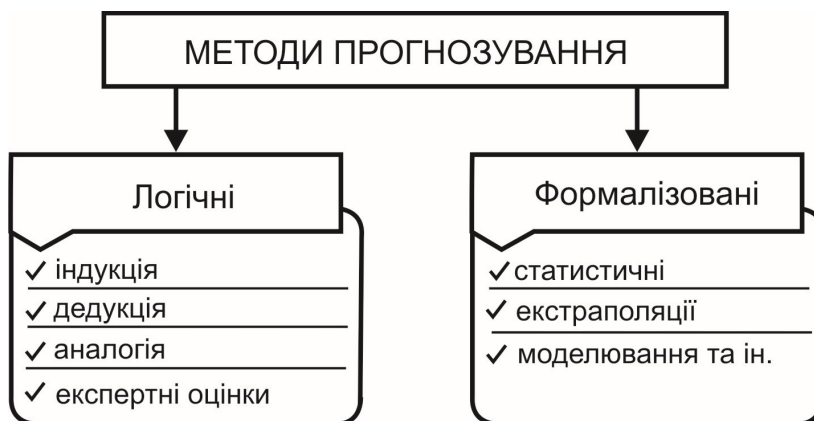 МЕТОДИ ПРОГНОЗУВАННЯ
Логічні
індукція
дедукція
аналогія
експертні оцінки
Формалізовані
статистичні
екстраполяції
моделювання та ін.